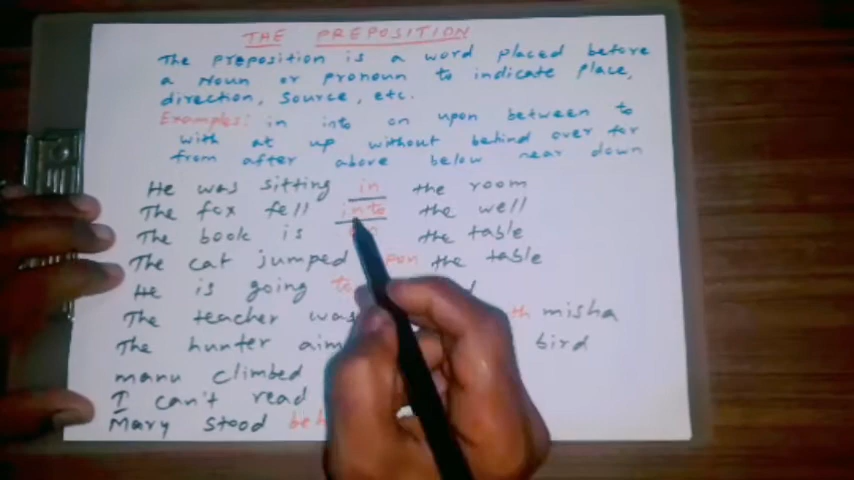 THE PREPOSITION
The preposition is a word placed before
a Noun or pronoun to indicate place,
direction, source, etc.
Examples: in into on upon between to
with at up without behind over for
from after above below near down
He was sitting in the room
The fox fell into the well
The book is on the table
The cat jumped the table
He is going to
The teacher was misha
The hunter bird
manu climbed
I can't read
Mary stood